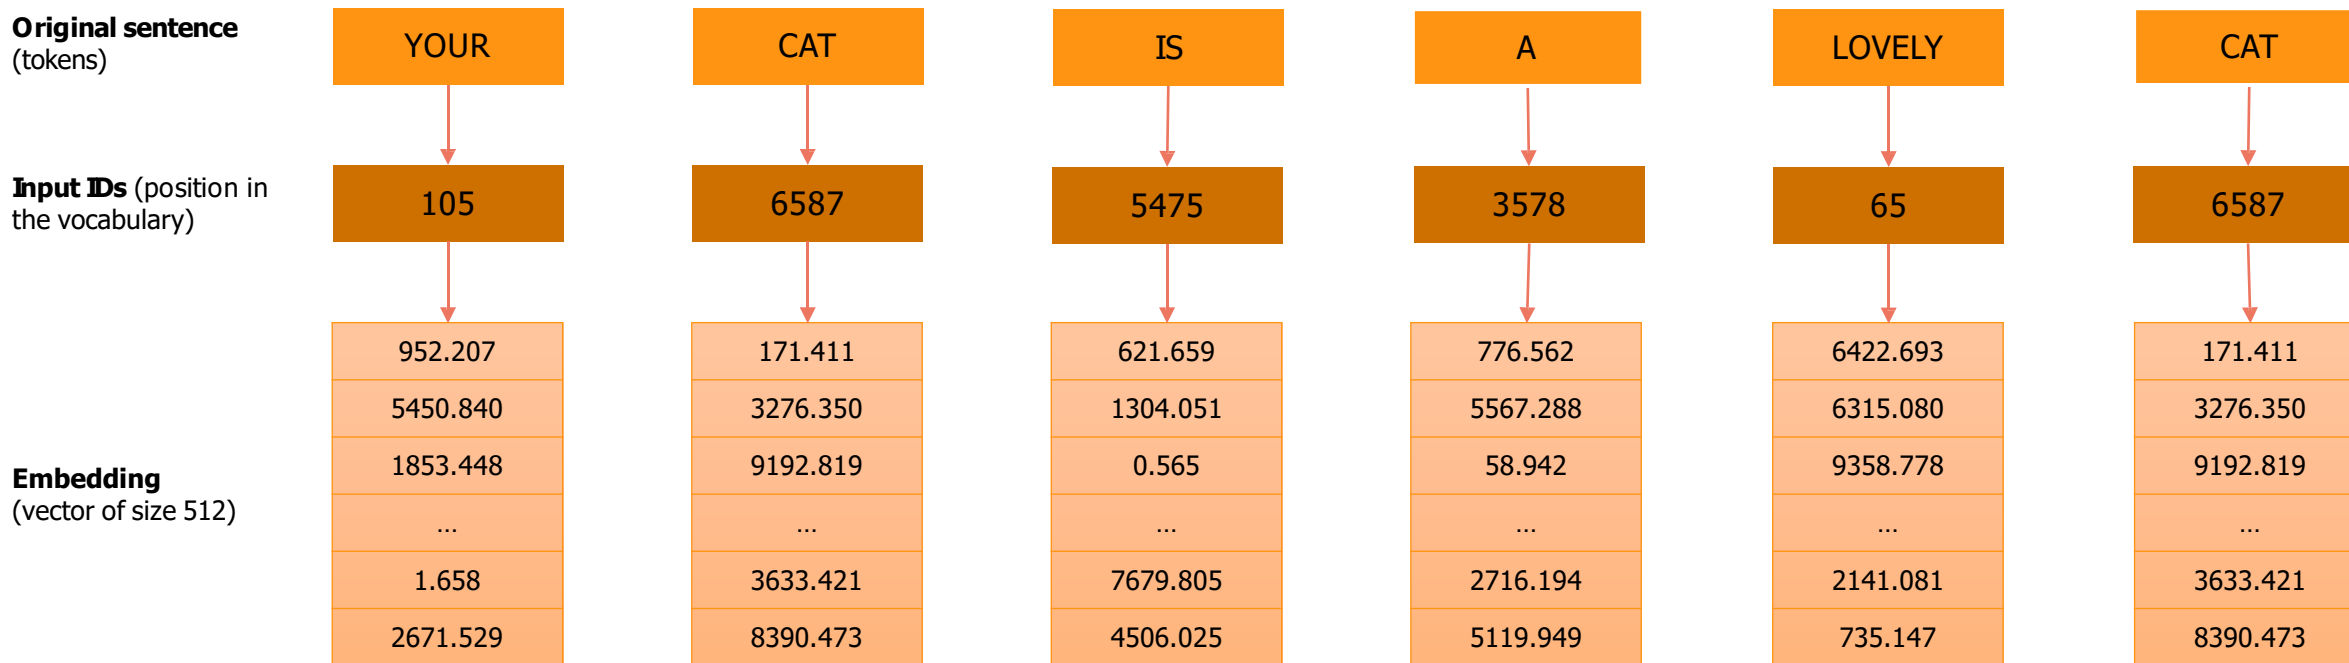 Original sentence
(tokens)
YOUR CAT IS A LOVELY CAT
Input IDs (position in
the vocabulary)
105 6587 5475 3578 65 6587
952.207 171.411 621.659 776.562 6422.693 171.411
5450.840 3276.350 1304.051 5567.288 6315.080 3276.350
1853.448 9192.819 0.565 58.942 9358.778 9192.819
Embedding
(vector of size 512)
... ... ... ... ... ...
1.658 3633.421 7679.805 2716.194 2141.081 3633.421
2671.529 8390.473 4506.025 5119.949 735.147 8390.473